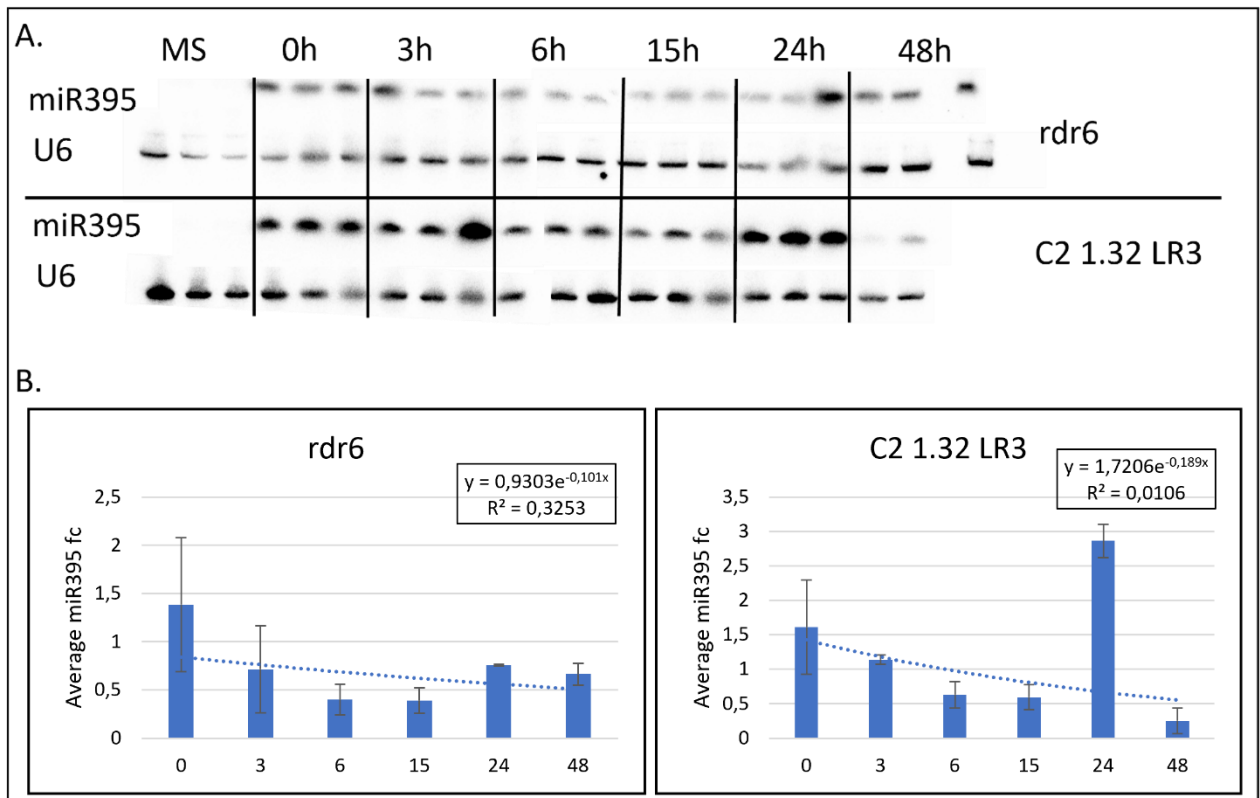 A.
MS 0h 3h 6h 15h 24h 48h
miR395
U6
rdr6
miR395
U6
C2 1.32 LR3
B.
rdr6
y = 0,9303e-0,101x
R² = 0,3253
Average miR395 fc
2,5
2
1,5
1
0,5
0
0 3 6 15 24 48
C2 1.32 LR3
y = 1,7206e-0,189x
R² = 0,0106
Average miR395 fc
3,5
3
2,5
2
1,5
1
0,5
0
0 3 6 15 24 48